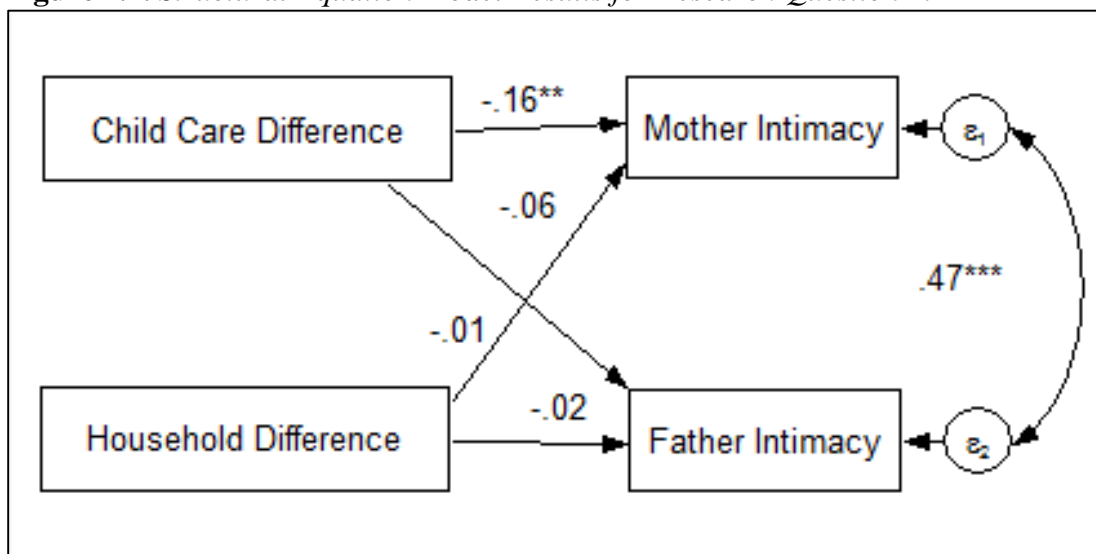 Child Care Difference
-.16**
Mother Intimacy
ε1
-.06
.47***
-.01
Household Difference
-.02
Father Intimacy
ε2